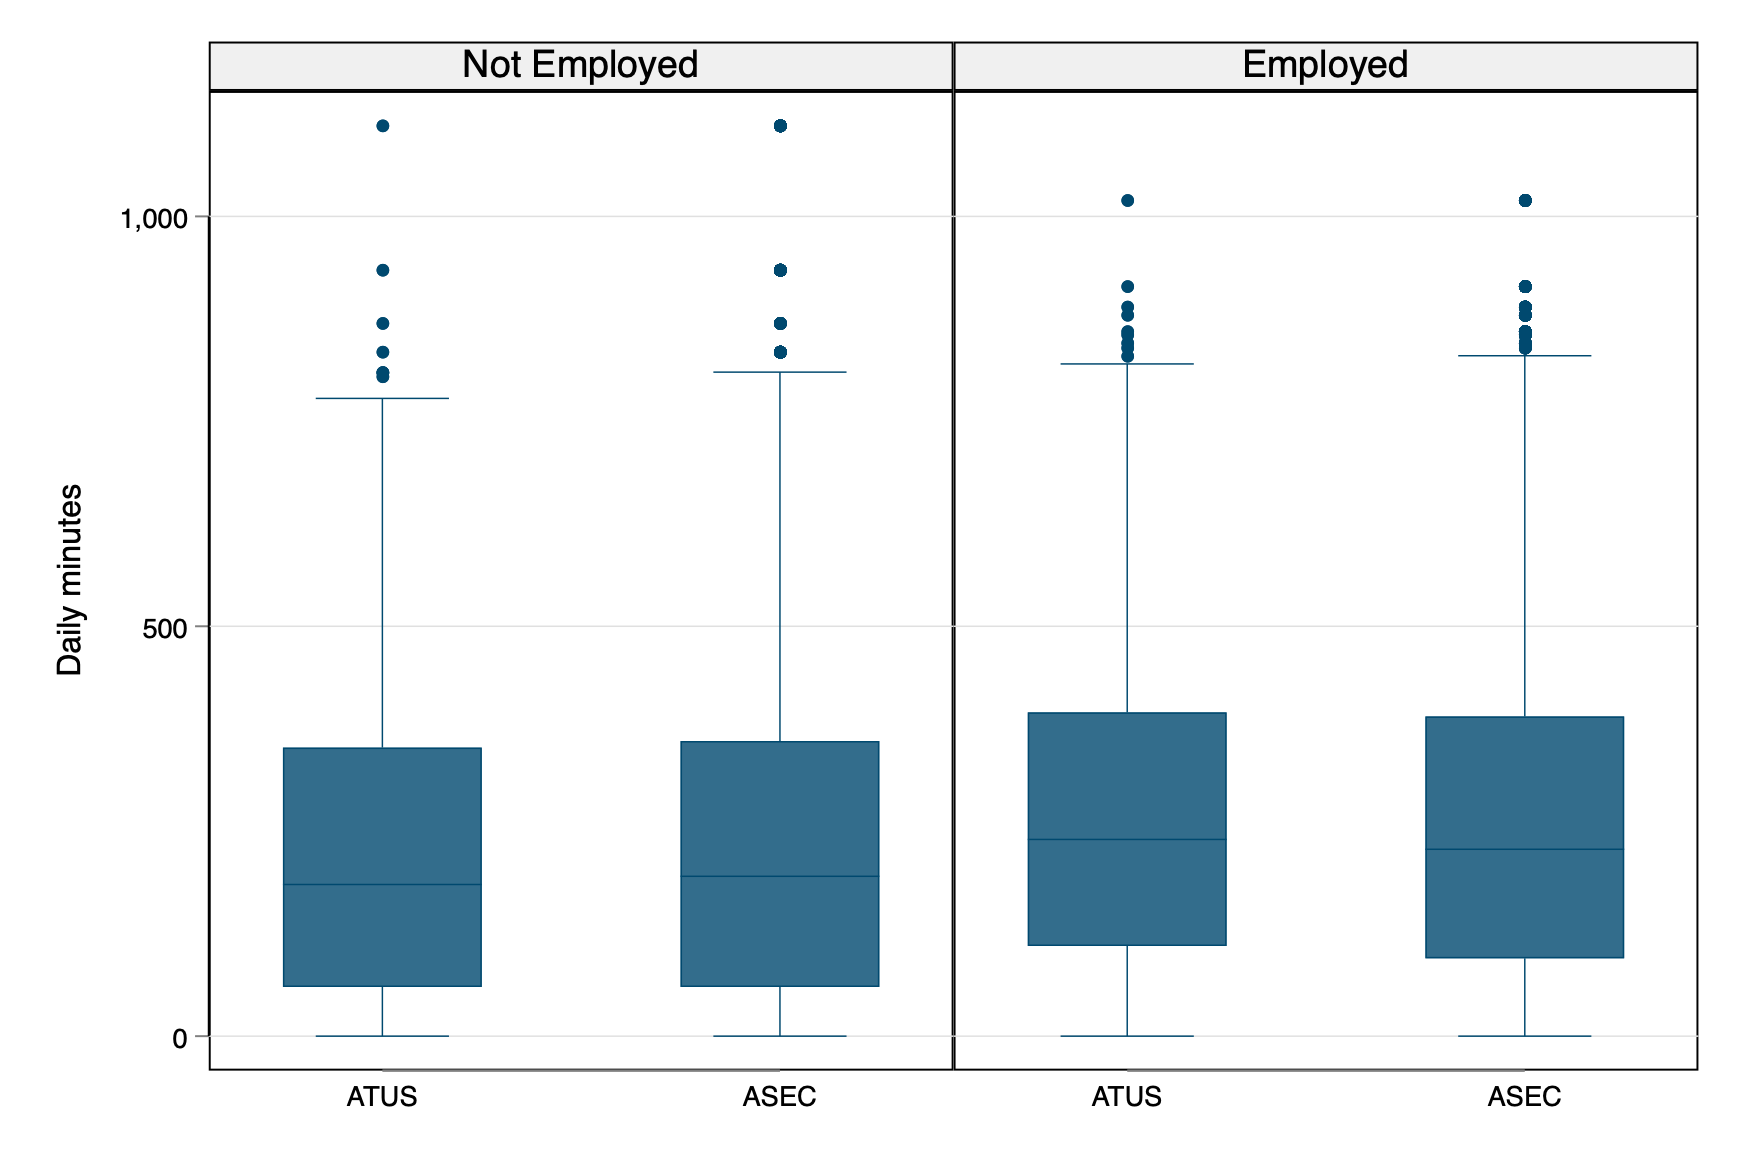 Not Employed
Employed
Daily minutes
1,000
500
0
ATUS
ASEC
ATUS
ASEC